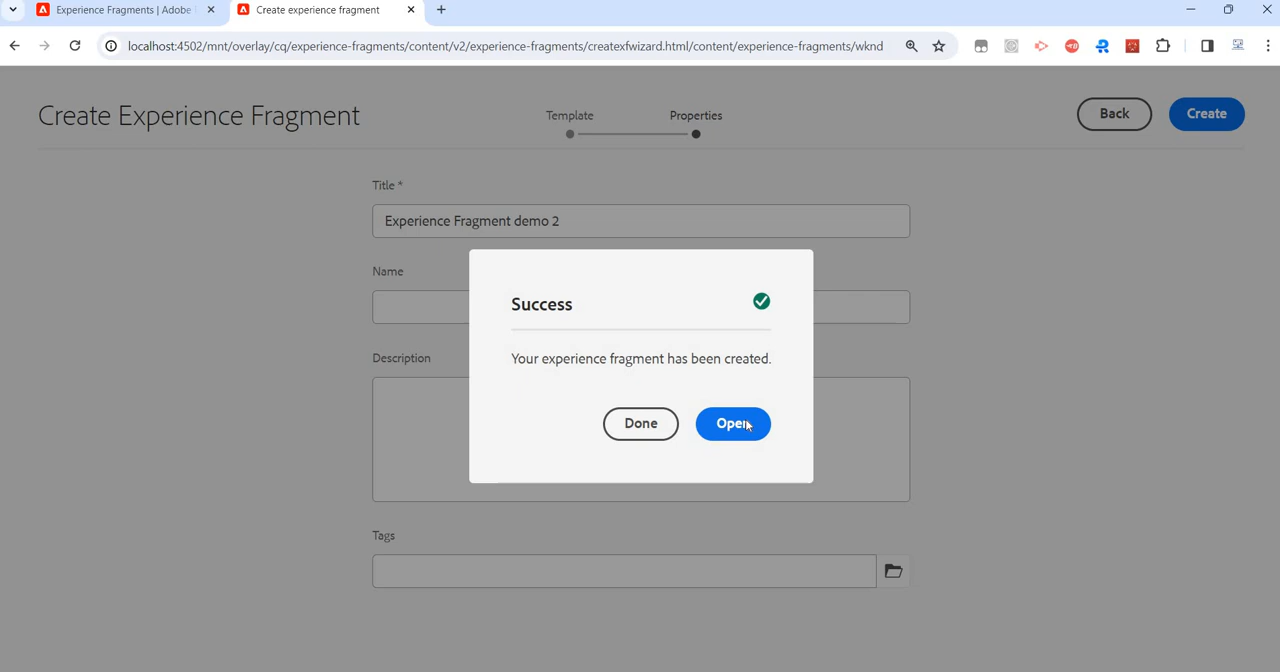 Experience Fragments | Adobe
Create experience fragment
localhost:4502/mnt/overlay/cq/experience-fragments/content/v2/experience-fragments/createxfwizard.html/content/experience-fragments/wknd
Create Experience Fragment
Template
Properties
Back
Create
Title *
Experience Fragment demo 2
Name
Success
Your experience fragment has been created.
Description
Done
Open
Tags